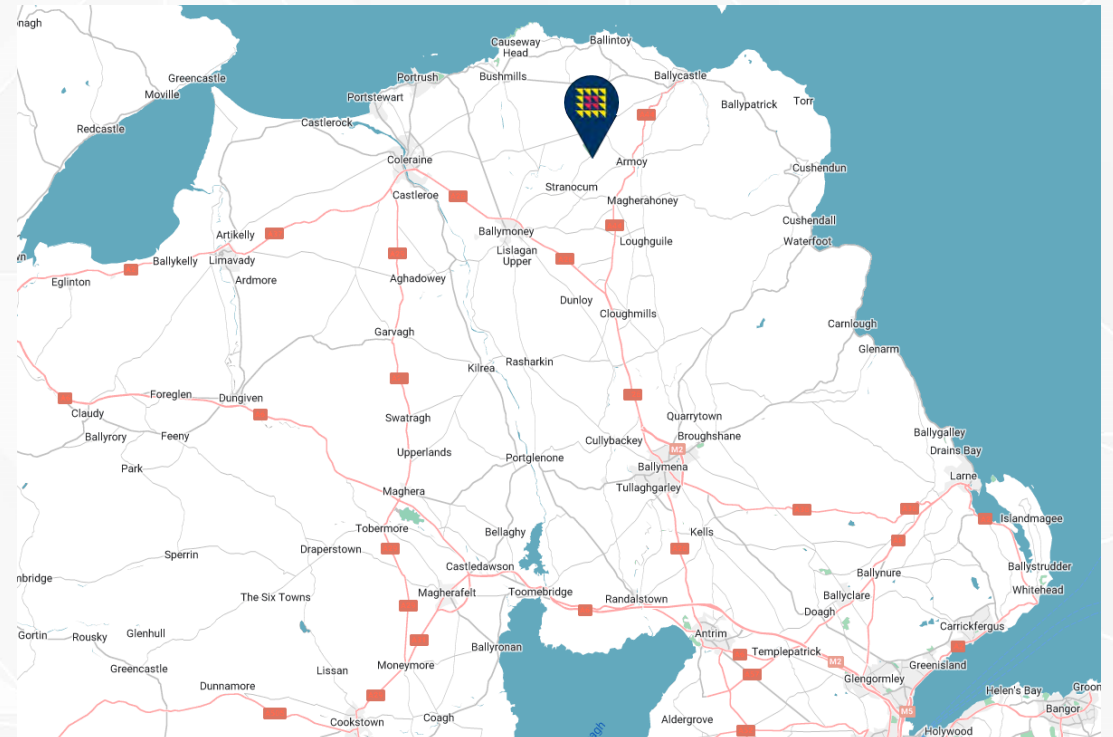 Causeway
Head
Ballintoy
Greencastle
Portrush
Bushmills
Ballycastle
Moville
Portstewart
Ballypatrick
Torr
Redcastle
Castlerock
Coleraine
Armoy
Cushendun
Stranocum
Castleroe
Magherahoney
Cushendall
Artikelly
Ballymoney
Loughguile
Waterfoot
Lislagan
Upper
Ballykelly
Limavady
Eglinton
Ardmore
Aghadowey
Dunloy
Cloughmills
Carnlough
Garvagh
Glenarm
Rasharkin
Kilrea
Foreglen
Dungiven
Claudy
Swatragh
Quarrytown
Ballyrory
Feeny
Cullybackey
Broughshane
Ballygalley
M2
Drains Bay
Upperlands
Portglenone
Park
Ballymena
Larne
Tullaghgarley
Maghera
Islandmagee
Tobermore
Bellaghy
Kells
Draperstown
Sperrin
Castledawson
Ballynure
Ballystrudder
nbridge
Magherafelt
Toomebridge
Whitehead
The Six Towns
Randalstown
Ballyclare
Doagh
Carrickfergus
Gortin
Rousky
Glenhull
Antrim
Ballyronan
Templepatrick
M2
Greenisland
Greencastle
Lissan
Moneymore
Glengormley
Dunnamore
Helen's Bay
Groon
Bangor
M5
Cookstown
Coagh
Aldergrove
Holywood